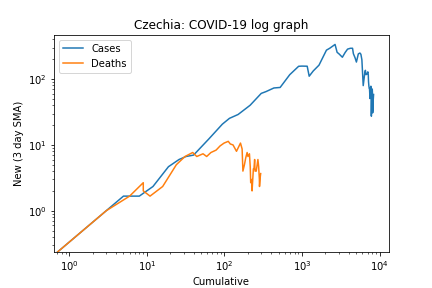 Czechia: COVID-19 log graph
Cases
Deaths
New (3 day SMA)
10²
10¹
10⁰
10⁰ 10¹ 10² 10³ 10⁴
Cumulative